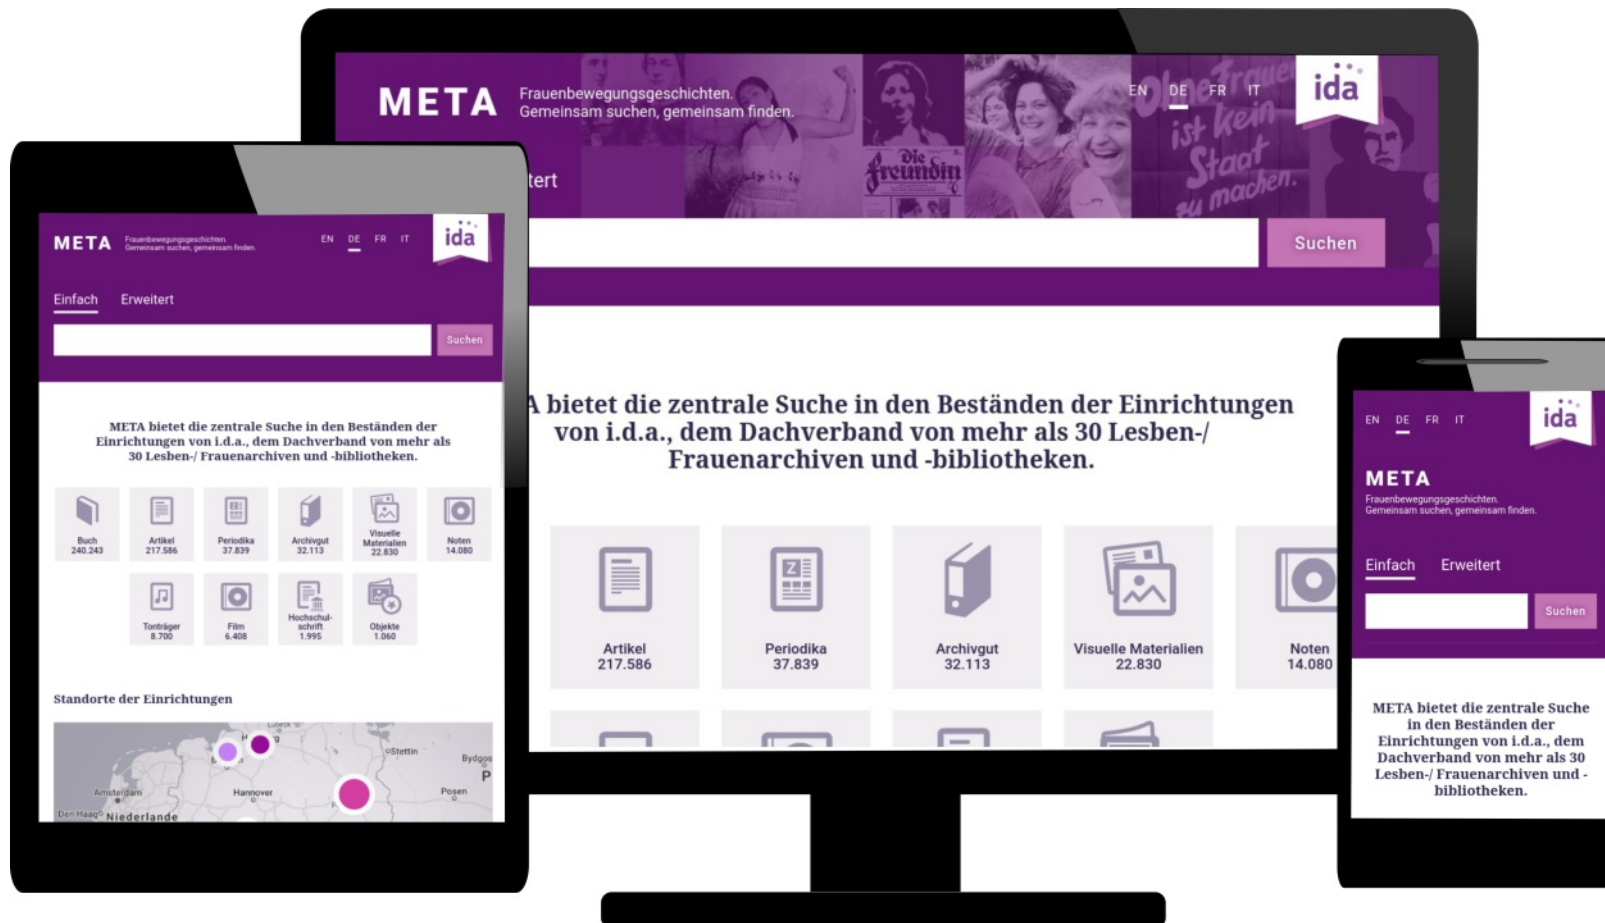 META
Frauenbewegungsgeschichten.
Gemeinsam suchen, gemeinsam finden.
EN DE FR IT
ida
Ohne Frauen
ist kein
Staat
zu machen.
Die
Freundin
tert
Suchen
A bietet die zentrale Suche in den Beständen der Einrichtungen
von i.d.a., dem Dachverband von mehr als 30 Lesben-/
Frauenarchiven und -bibliotheken.
Artikel
217.586
Periodika
37.839
Archivgut
32.113
Visuelle Materialien
22.830
Noten
14.080
META
Frauenbewegungsgeschichten.
Gemeinsam suchen, gemeinsam finden.
EN DE FR IT
ida
Einfach Erweitert
Suchen
META bietet die zentrale Suche in den Beständen der
Einrichtungen von i.d.a., dem Dachverband von mehr als
30 Lesben-/ Frauenarchiven und -bibliotheken.
Buch
240.243
Artikel
217.586
Periodika
37.839
Archivgut
32.113
Visuelle
Materialien
22.830
Noten
14.080
Tonträger
8.700
Film
6.408
Hochschul-
schrift
1.995
Objekte
1.060
Standorte der Einrichtungen
Stettin
Bydgos
P
Amsterdam
Hannover
Posen
Den Haag
Niederlande
EN DE FR IT
ida
META
Frauenbewegungsgeschichten.
Gemeinsam suchen, gemeinsam finden.
Einfach Erweitert
Suchen
META bietet die zentrale Suche
in den Beständen der
Einrichtungen von i.d.a., dem
Dachverband von mehr als 30
Lesben-/ Frauenarchiven und -
bibliotheken.